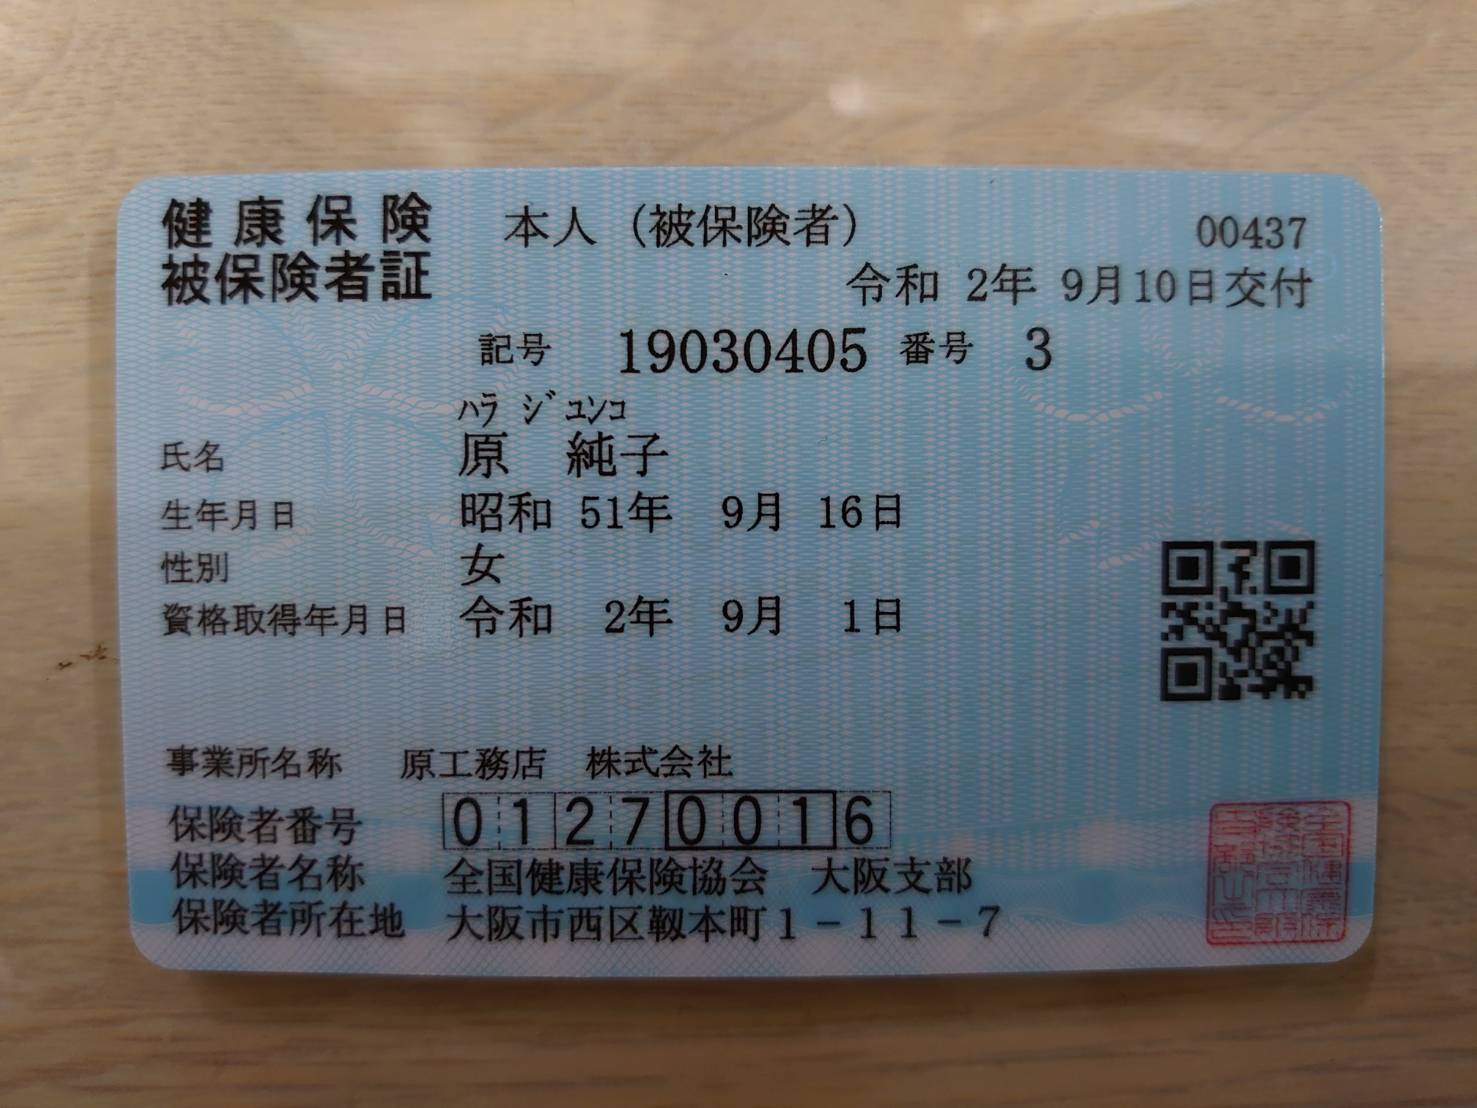 健康保険 本人（被保険者） 00437
被保険者証 令和 2年 9月10日交付
記号 19030405 番号 3
ﾊﾗ ｼﾞﾕﾝｺ
氏名 原 純子
生年月日 昭和 51年 9月 16日
性別 女
資格取得年月日 令和 2年 9月 1日
事業所名称 原工務店 株式会社
保険者番号 01270016
保険者名称 全国健康保険協会 大阪支部
保険者所在地 大阪市西区靱本町1－11－7